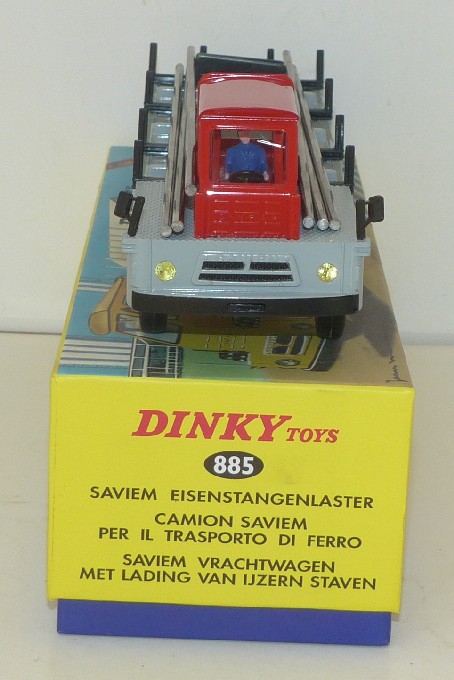 DINKY TOYS
885
SAVIEM EISENSTANGENLASTER
CAMION SAVIEM
PER IL TRASPORTO DI FERRO
SAVIEM VRACHTWAGEN
MET LADING VAN IJZERN STAVEN